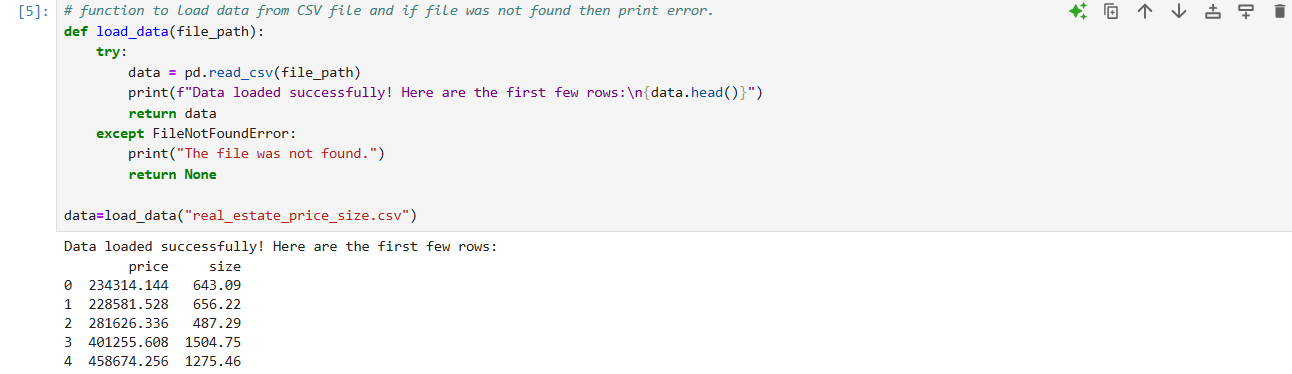 [5]: # function to load data from CSV file and if file was not found then print error.
def load_data(file_path):
    try:
        data = pd.read_csv(file_path)
        print(f"Data loaded successfully! Here are the first few rows:\n{data.head()}")
        return data
    except FileNotFoundError:
        print("The file was not found.")
        return None

data=load_data("real_estate_price_size.csv")
Data loaded successfully! Here are the first few rows:
        price     size
0  234314.144   643.09
1  228581.528   656.22
2  281626.336   487.29
3  401255.608  1504.75
4  458674.256  1275.46